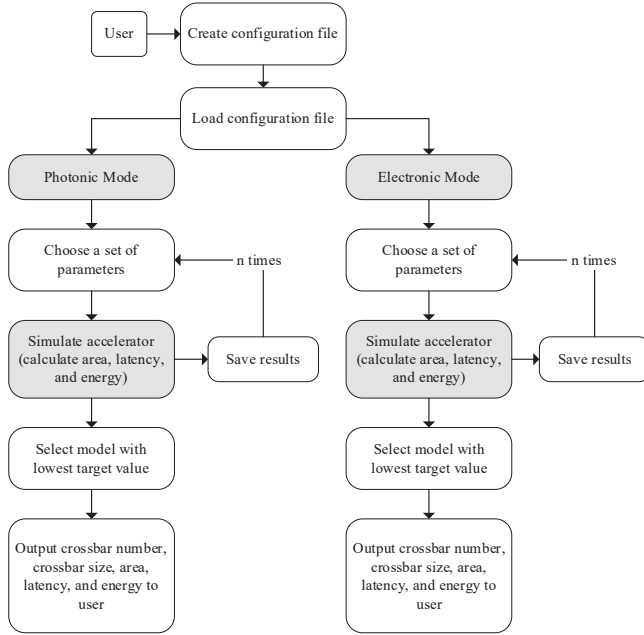 User
Create configuration file
Load configuration file
Photonic Mode
Choose a set of
parameters
n times
Simulate accelerator
(calculate area, latency,
and energy)
Save results
Select model with
lowest target value
Output crossbar number,
crossbar size, area,
latency, and energy to
user
Electronic Mode
Choose a set of
parameters
n times
Simulate accelerator
(calculate area, latency,
and energy)
Save results
Select model with
lowest target value
Output crossbar number,
crossbar size, area,
latency, and energy to
user